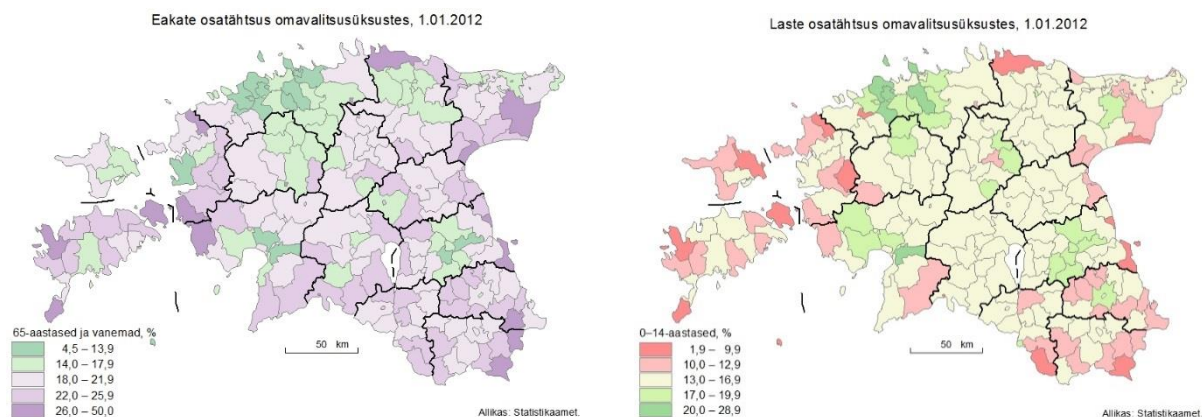 Eakate osatähtsus omavalitsusüksustes, 1.01.2012
65-aastased ja vanemad, %
4,5 – 13,9
14,0 – 17,9
18,0 – 21,9
22,0 – 25,9
26,0 – 50,0
50 km
Allikas: Statistikaamet.
Laste osatähtsus omavalitsusüksustes, 1.01.2012
0–14-aastased, %
1,9 – 9,9
10,0 – 12,9
13,0 – 16,9
17,0 – 19,9
20,0 – 28,9
50 km
Allikas: Statistikaamet.